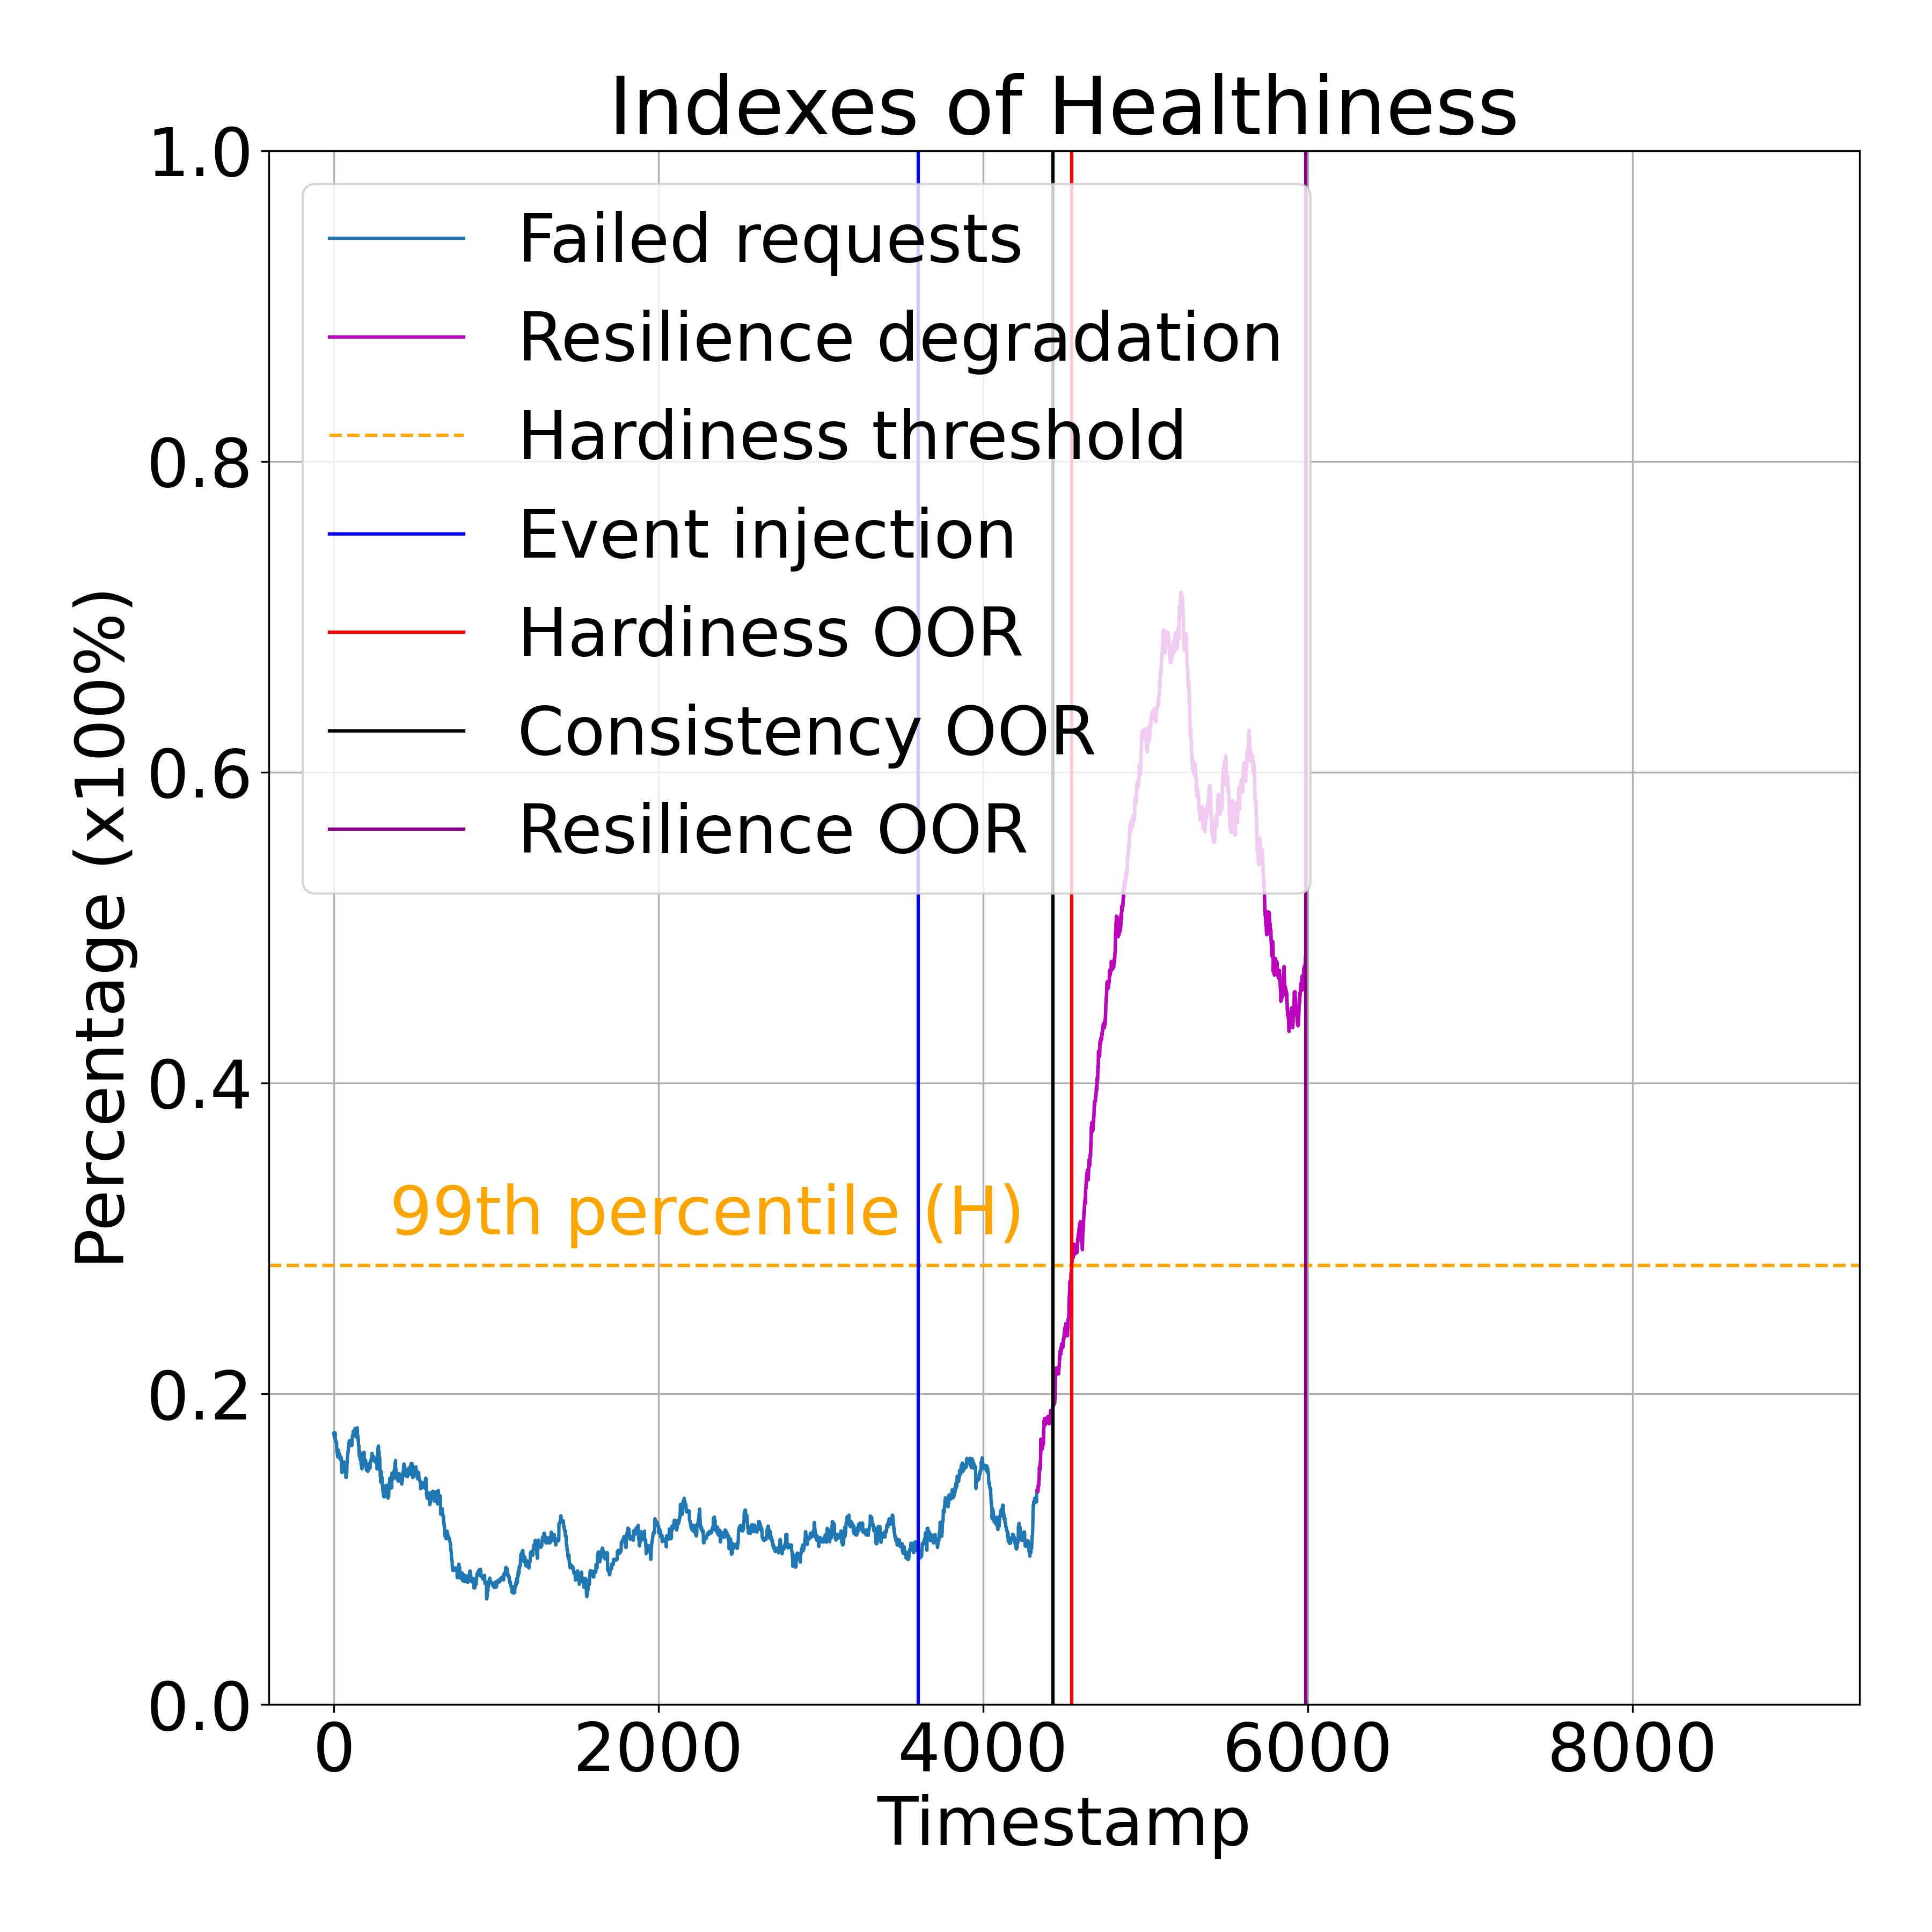 Indexes of Healthiness
1.0
0.8
0.6
0.4
0.2
0.0
Percentage (x100%)
Failed requests
Resilience degradation
Hardiness threshold
Event injection
Hardiness OOR
Consistency OOR
Resilience OOR
99th percentile (H)
0 2000 4000 6000 8000
Timestamp